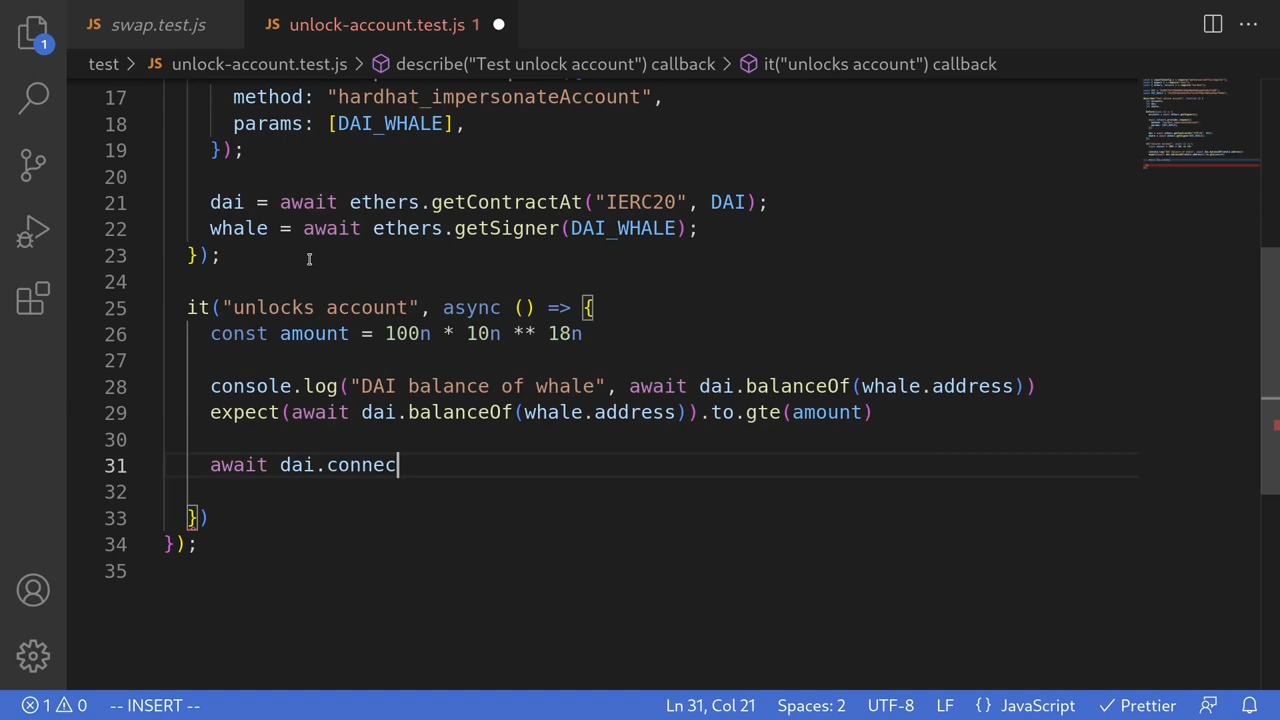 1
JS swap.test.js
JS unlock-account.test.js 1
test > JS unlock-account.test.js > describe("Test unlock account") callback > it("unlocks account") callback
17 method: "hardhat_impersonateAccount",
18 params: [DAI_WHALE],
19 });
20
21 dai = await ethers.getContractAt("IERC20", DAI);
22 whale = await ethers.getSigner(DAI_WHALE);
23 });
24
25 it("unlocks account", async () => {
26 const amount = 100n * 10n ** 18n
27
28 console.log("DAI balance of whale", await dai.balanceOf(whale.address))
29 expect(await dai.balanceOf(whale.address)).to.gte(amount)
30
31 await dai.connec
32
33 })
34 });
35
1 0 -- INSERT -- Ln 31, Col 21 Spaces: 2 UTF-8 LF {} JavaScript Prettier